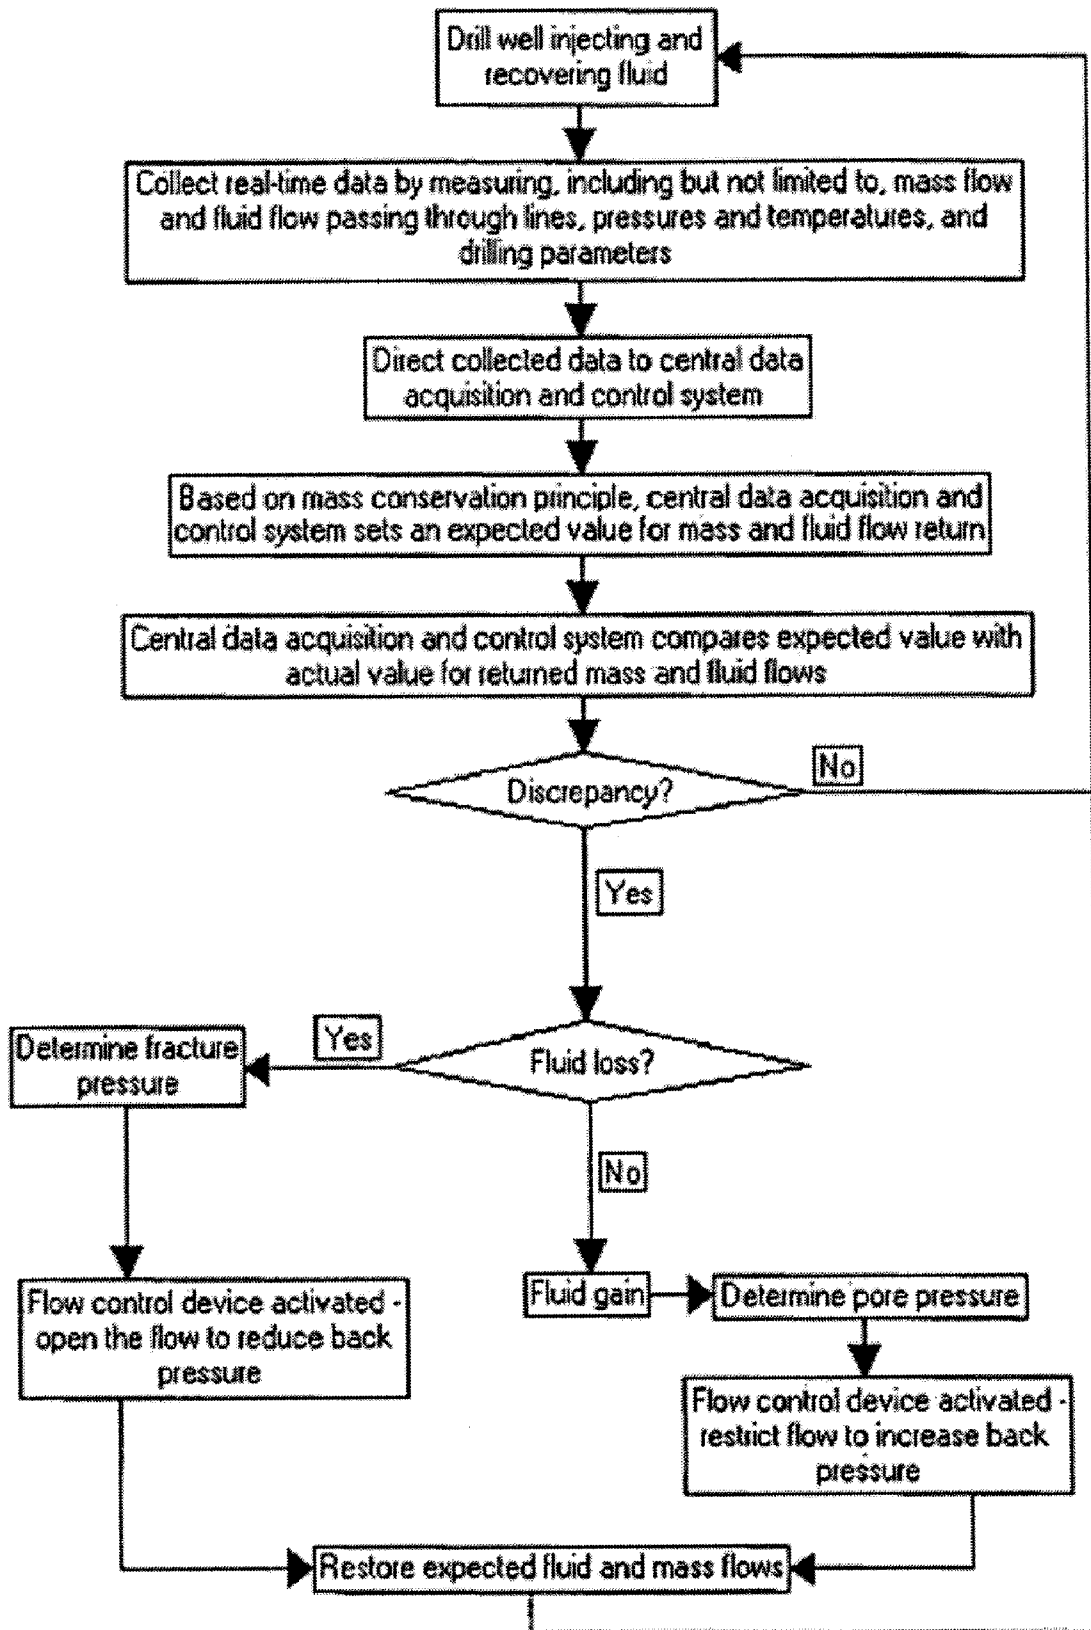 Drill well injecting and
recovering fluid
Collect real-time data by measuring, including but not limited to, mass flow
and fluid flow passing through lines, pressures and temperatures, and
drilling parameters
Direct collected data to central data
acquisition and control system
Based on mass conservation principle, central data acquisition and
control system sets an expected value for mass and fluid flow return
Central data acquisition and control system compares expected value with
actual value for returned mass and fluid flows
Discrepancy?
No
Yes
Fluid loss?
Yes
Determine fracture
pressure
No
Fluid gain
Determine pore pressure
Flow control device activated -
open the flow to reduce back
pressure
Flow control device activated -
restrict flow to increase back
pressure
Restore expected fluid and mass flows